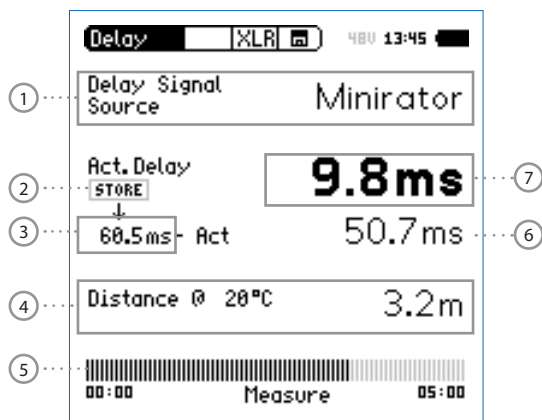 Delay XLR 48V 13:45
1 Delay Signal Source Minirator
Act. Delay 9.8ms 7
2 STORE
3 60.5ms - Act 50.7ms 6
4 Distance @ 20°C 3.2m
5
00:00 Measure 05:00